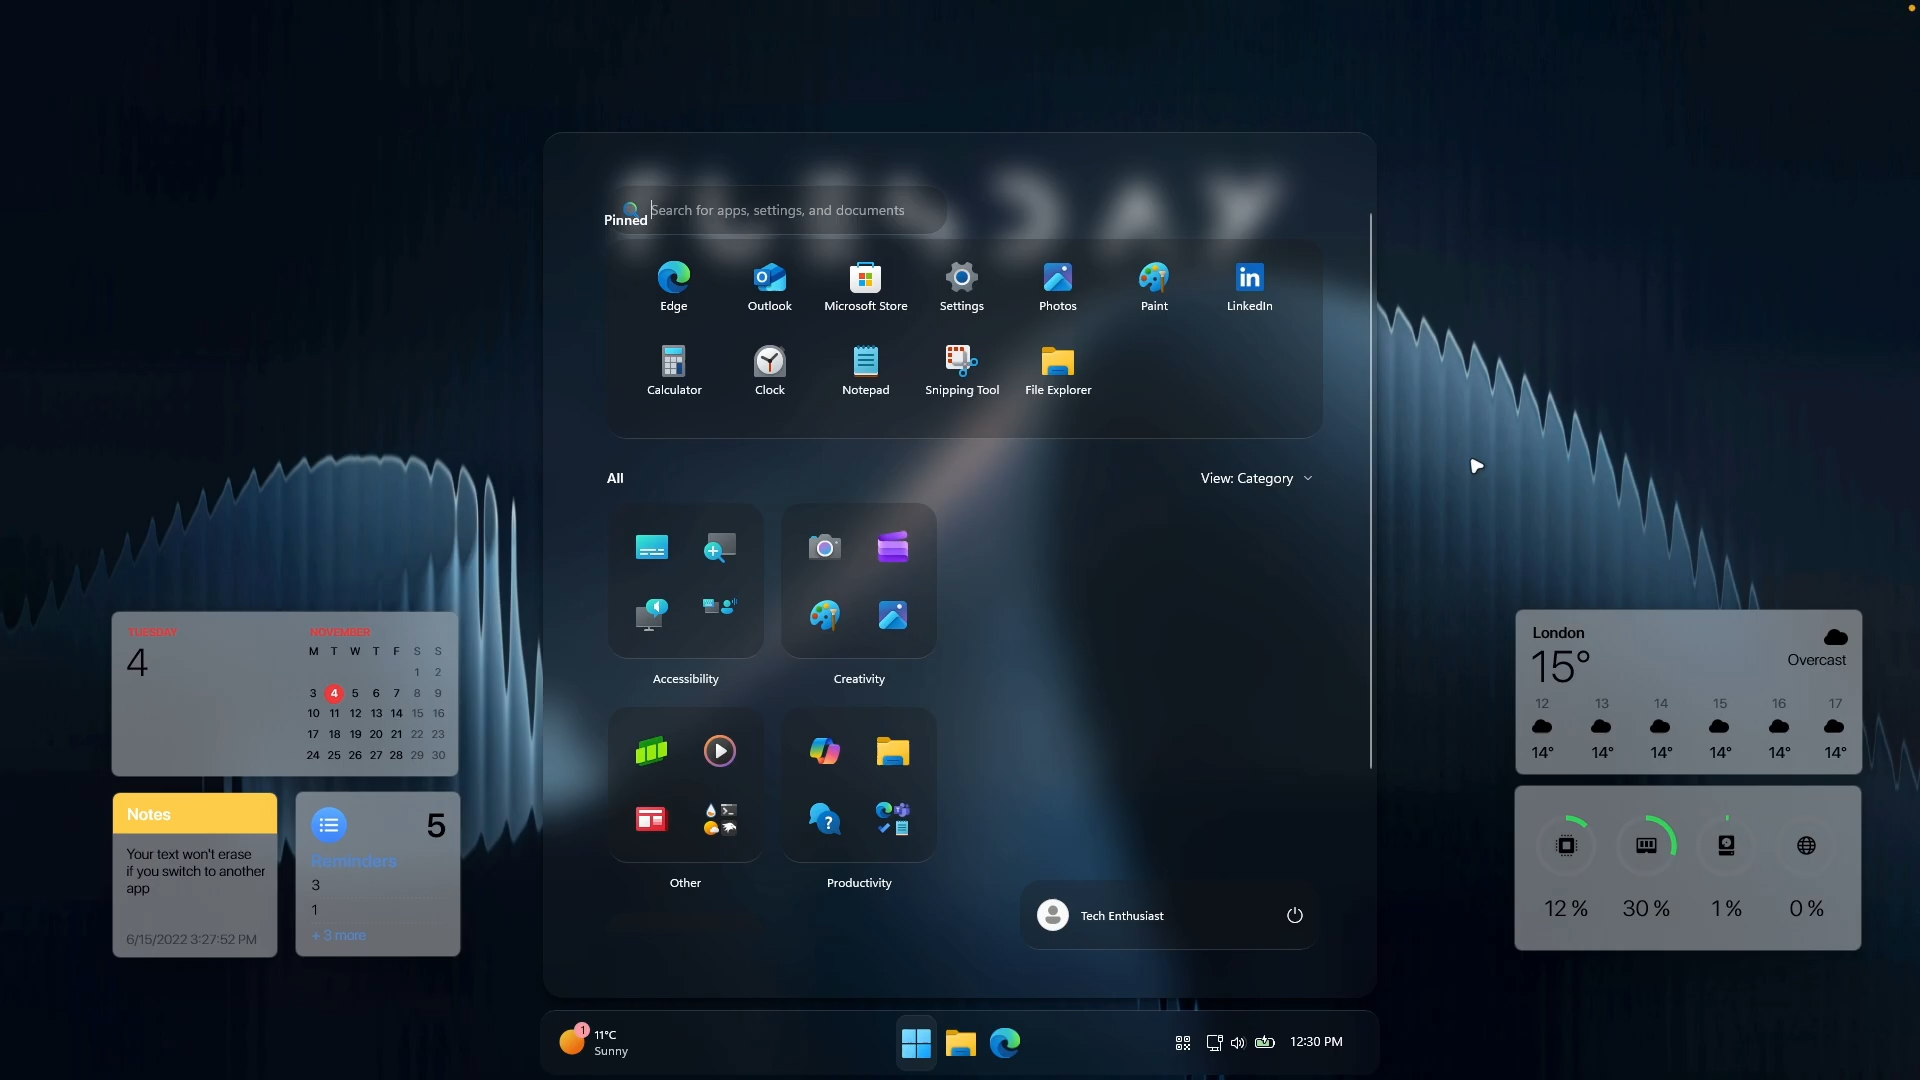 Search for apps, settings, and documents
Pinned
Edge
Outlook
Microsoft Store
Settings
Photos
Paint
LinkedIn
Calculator
Clock
Notepad
Snipping Tool
File Explorer
All
View: Category
Accessibility
Creativity
Other
Productivity
Tech Enthusiast
TUESDAY
4
NOVEMBER
M T W T F S S
1 2
3 4 5 6 7 8 9
10 11 12 13 14 15 16
17 18 19 20 21 22 23
24 25 26 27 28 29 30
Notes
Your text won't erase
if you switch to another
app
6/15/2022 3:27:52 PM
5
Reminders
3
1
+ 3 more
London
15°
Overcast
12 13 14 15 16 17
14° 14° 14° 14° 14° 14°
12 % 30 % 1 % 0 %
1
11°C
Sunny
12:30 PM